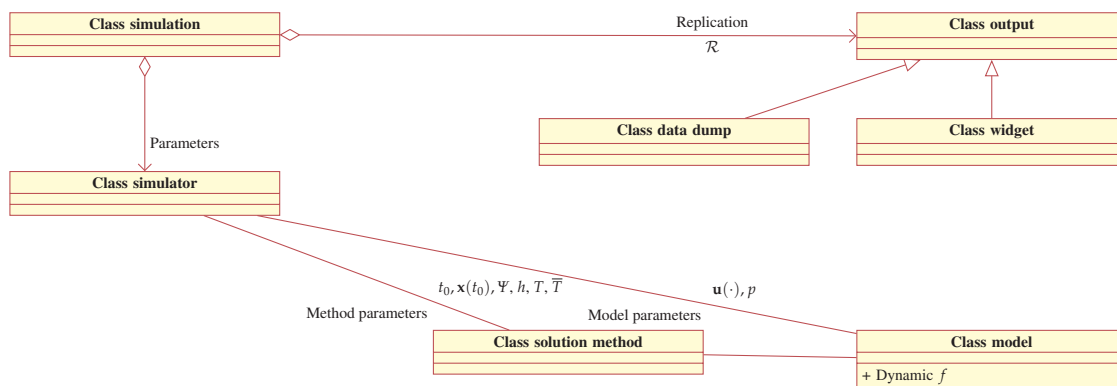 Class simulation
Replication
ℛ
Class output
Class data dump
Class widget
Parameters
Class simulator
t₀, x(t₀), Ψ, h, T, T̅
u(·), p
Method parameters
Model parameters
Class solution method
Class model
+ Dynamic f